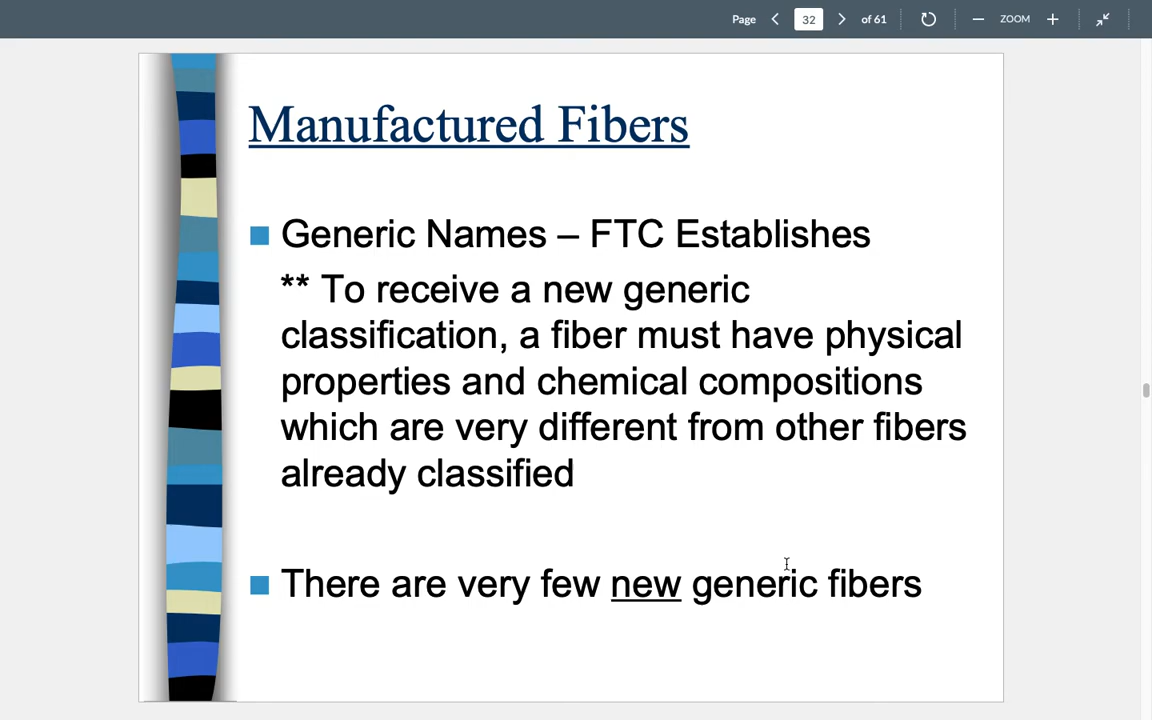 Page 32 of 61 ZOOM
Manufactured Fibers
Generic Names – FTC Establishes
** To receive a new generic
classification, a fiber must have physical
properties and chemical compositions
which are very different from other fibers
already classified
There are very few new generic fibers